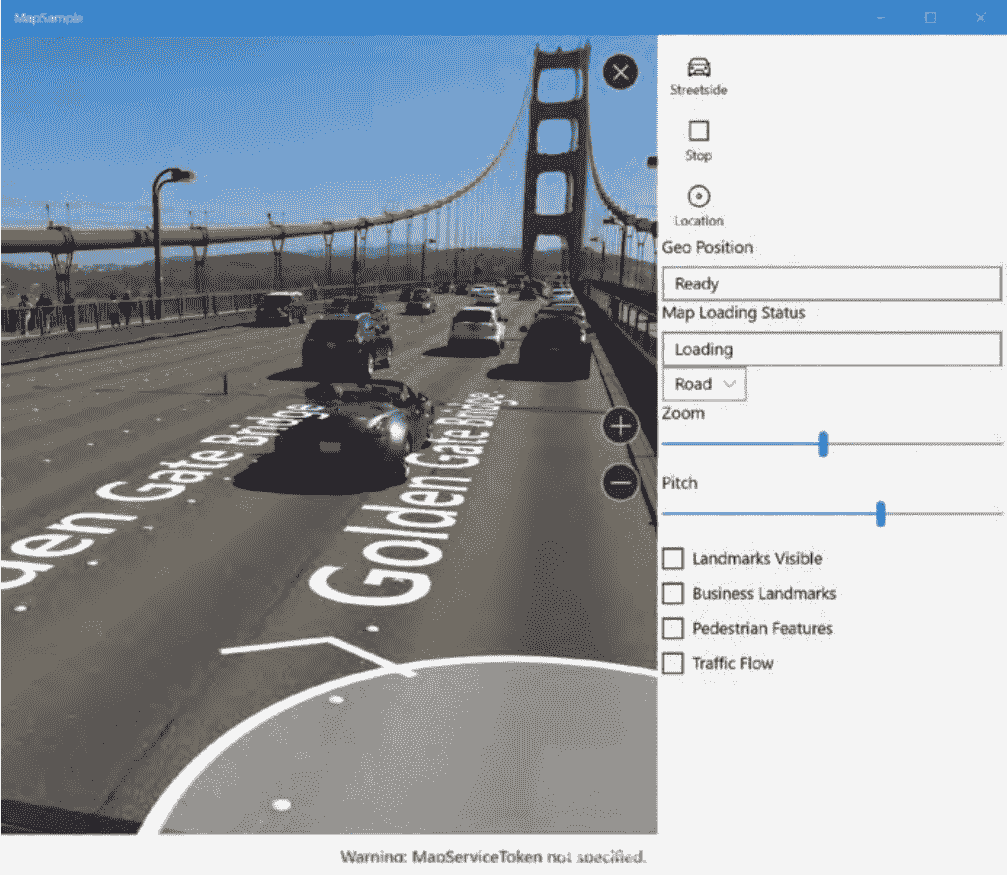 MapSample
Streetside
Stop
Location
Geo Position
Ready
Map Loading Status
Loading
Road
Zoom
Pitch
Landmarks Visible
Business Landmarks
Pedestrian Features
Traffic Flow
den Gate Bridge
Golden Gate Bridge
Warning: MapServiceToken not specified.